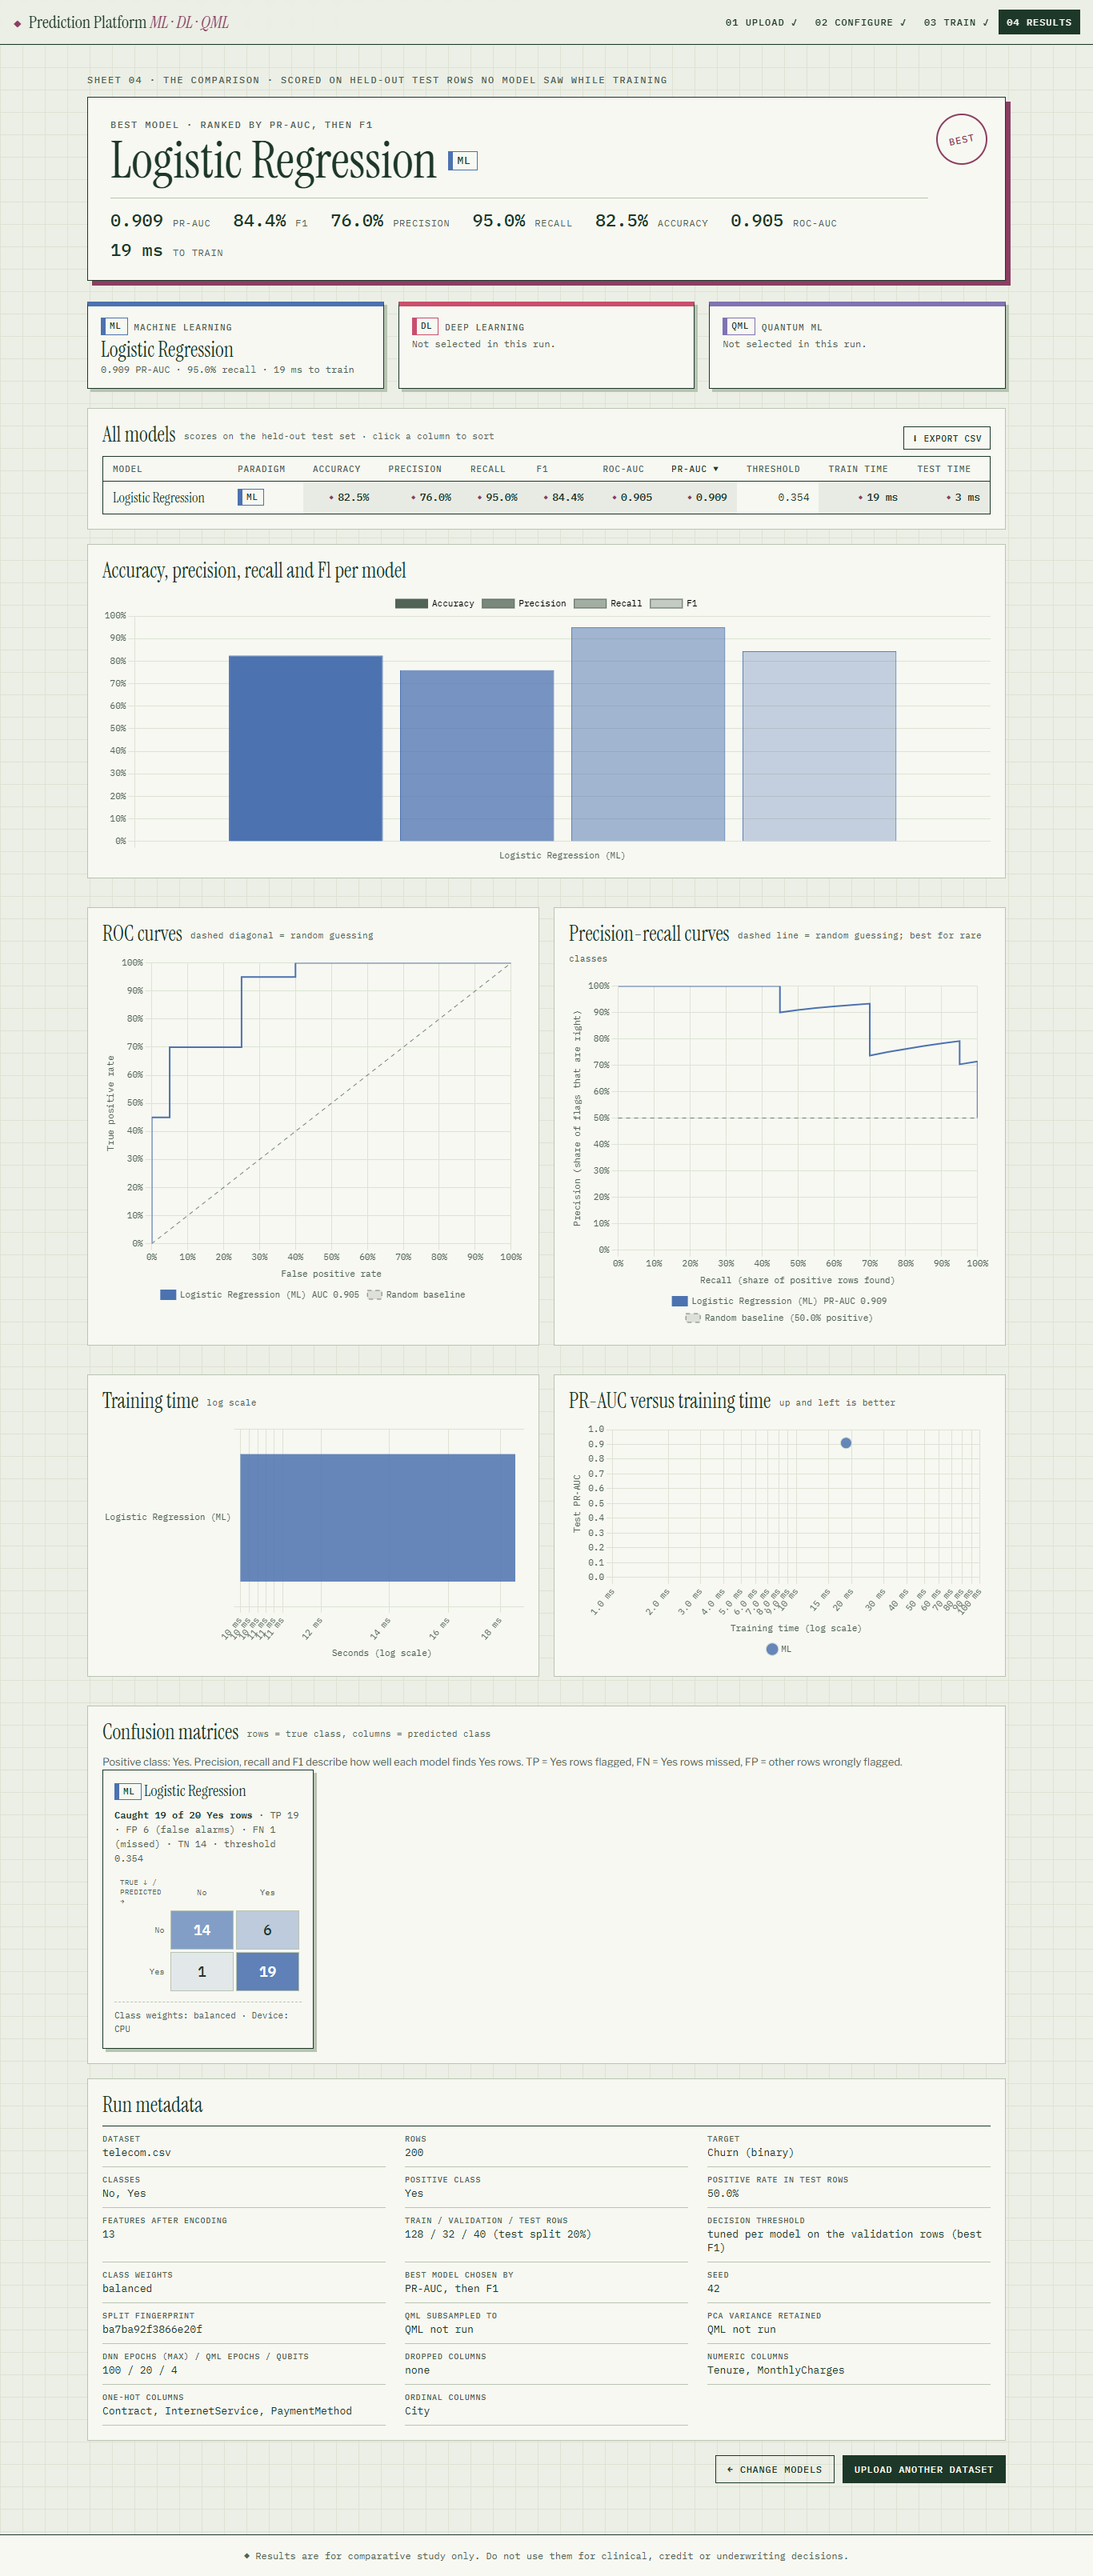 ◆ Prediction Platform ML · DL · QML
01 UPLOAD ✓ 02 CONFIGURE ✓ 03 TRAIN ✓ 04 RESULTS
SHEET 04 · THE COMPARISON · SCORED ON HELD-OUT TEST ROWS NO MODEL SAW WHILE TRAINING
BEST MODEL · RANKED BY PR-AUC, THEN F1
BEST
Logistic Regression ML
0.909 PR-AUC 84.4% F1 76.0% PRECISION 95.0% RECALL 82.5% ACCURACY 0.905 ROC-AUC
19 ms TO TRAIN
ML MACHINE LEARNING
Logistic Regression
0.909 PR-AUC · 95.0% recall · 19 ms to train
DL DEEP LEARNING
Not selected in this run.
QML QUANTUM ML
Not selected in this run.
All models scores on the held-out test set · click a column to sort
⬇ EXPORT CSV
MODEL PARADIGM ACCURACY PRECISION RECALL F1 ROC-AUC PR-AUC ▼ THRESHOLD TRAIN TIME TEST TIME
Logistic Regression ML ◆ 82.5% ◆ 76.0% ◆ 95.0% ◆ 84.4% ◆ 0.905 ◆ 0.909 0.354 ◆ 19 ms ◆ 3 ms
Accuracy, precision, recall and F1 per model
Accuracy Precision Recall F1
100%
90%
80%
70%
60%
50%
40%
30%
20%
10%
0%
Logistic Regression (ML)
ROC curves dashed diagonal = random guessing
True positive rate
100%
90%
80%
70%
60%
50%
40%
30%
20%
10%
0%
0% 10% 20% 30% 40% 50% 60% 70% 80% 90% 100%
False positive rate
Logistic Regression (ML) AUC 0.905 Random baseline
Precision-recall curves dashed line = random guessing; best for rare
classes
Precision (share of flags that are right)
100%
90%
80%
70%
60%
50%
40%
30%
20%
10%
0%
0% 10% 20% 30% 40% 50% 60% 70% 80% 90% 100%
Recall (share of positive rows found)
Logistic Regression (ML) PR-AUC 0.909
Random baseline (50.0% positive)
Training time log scale
Logistic Regression (ML)
10 ms 11 ms 12 ms 14 ms 16 ms 18 ms
Seconds (log scale)
PR-AUC versus training time up and left is better
Test PR-AUC
1.0
0.9
0.8
0.7
0.6
0.5
0.4
0.3
0.2
0.1
0.0
1.0 ms 2.0 ms 3.0 ms 4.0 ms 5.0 ms 10 ms 15 ms 20 ms 30 ms 40 ms 50 ms 60 ms 100 ms
Training time (log scale)
ML
Confusion matrices rows = true class, columns = predicted class
Positive class: Yes. Precision, recall and F1 describe how well each model finds Yes rows. TP = Yes rows flagged, FN = Yes rows missed, FP = other rows wrongly flagged.
ML Logistic Regression
Caught 19 of 20 Yes rows · TP 19
· FP 6 (false alarms) · FN 1
(missed) · TN 14 · threshold
0.354
TRUE ↓ /
PREDICTED
→
No Yes
No 14 6
Yes 1 19
Class weights: balanced · Device:
CPU
Run metadata
DATASET
telecom.csv
ROWS
200
TARGET
Churn (binary)
CLASSES
No, Yes
POSITIVE CLASS
Yes
POSITIVE RATE IN TEST ROWS
50.0%
FEATURES AFTER ENCODING
13
TRAIN / VALIDATION / TEST ROWS
128 / 32 / 40 (test split 20%)
DECISION THRESHOLD
tuned per model on the validation rows (best
F1)
CLASS WEIGHTS
balanced
BEST MODEL CHOSEN BY
PR-AUC, then F1
SEED
42
SPLIT FINGERPRINT
ba7ba92f3866e20f
QML SUBSAMPLED TO
QML not run
PCA VARIANCE RETAINED
QML not run
DNN EPOCHS (MAX) / QML EPOCHS / QUBITS
100 / 20 / 4
DROPPED COLUMNS
none
NUMERIC COLUMNS
Tenure, MonthlyCharges
ONE-HOT COLUMNS
Contract, InternetService, PaymentMethod
ORDINAL COLUMNS
City
← CHANGE MODELS
UPLOAD ANOTHER DATASET
◆ Results are for comparative study only. Do not use them for clinical, credit or underwriting decisions.